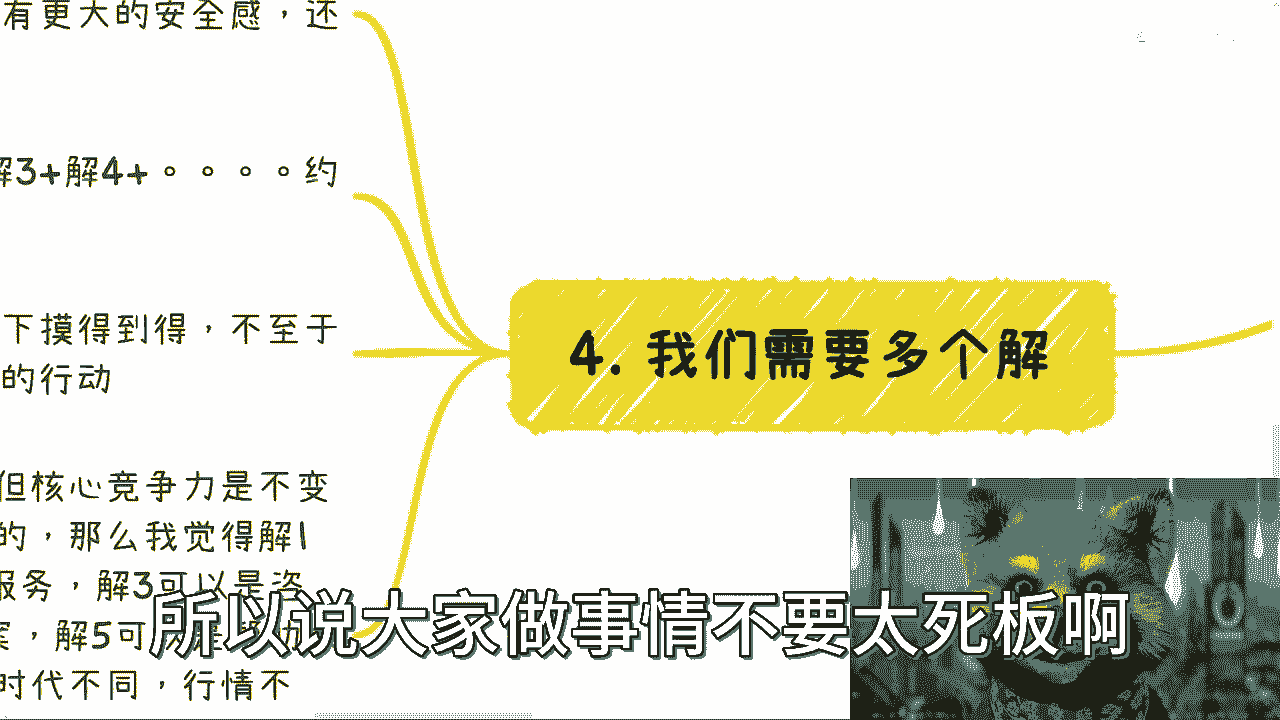 有更大的安全感，还
解3+解4+。。。。约
下摸得到得，不至于
的行动
4. 我们需要多个解
但核心竞争力是不变
的，那么我觉得解1
服务，解3可以是咨
案，解5可
所以说大家做事情不要太死板啊
时代不同，行情不